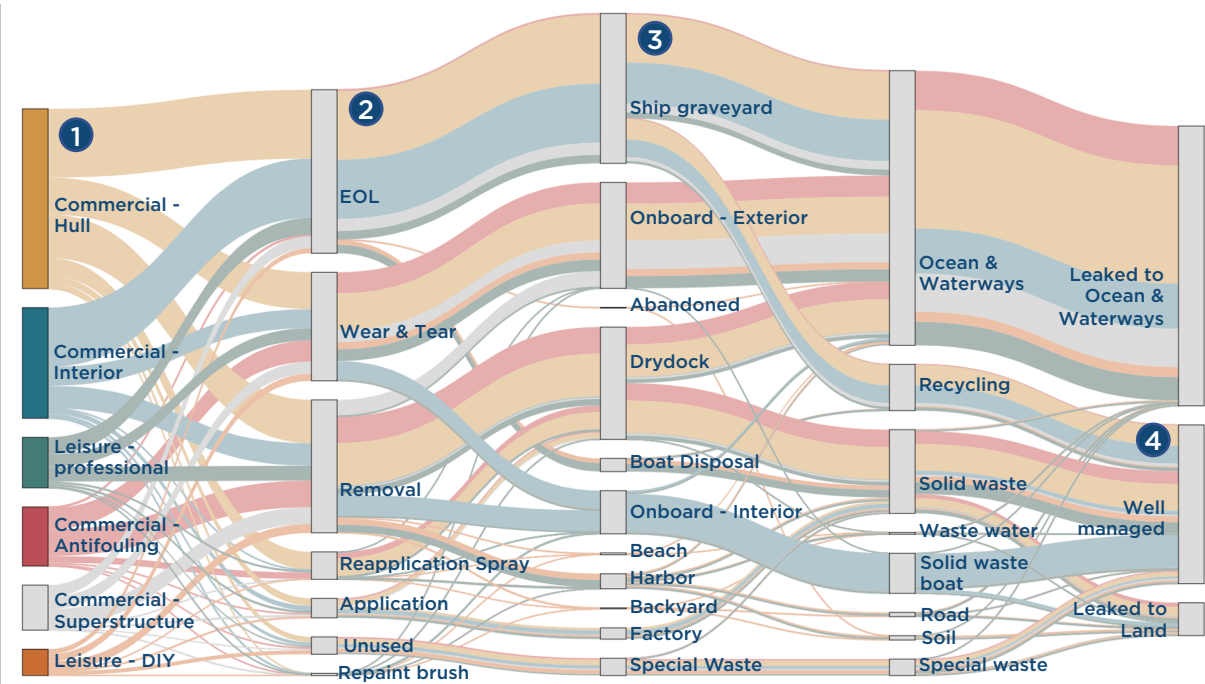 1
Commercial -
Hull
Commercial -
Interior
Leisure -
professional
Commercial -
Antifouling
Commercial -
Superstructure
Leisure - DIY
2
EOL
Wear & Tear
Removal
Reapplication Spray
Application
Unused
Repaint brush
3
Ship graveyard
Onboard - Exterior
Abandoned
Drydock
Boat Disposal
Onboard - Interior
Beach
Harbor
Backyard
Factory
Special Waste
Ocean &
Waterways
Recycling
Solid waste
Waste water
Solid waste
boat
Road
Soil
Special waste
Leaked to
Ocean &
Waterways
4
Well
managed
Leaked to
Land